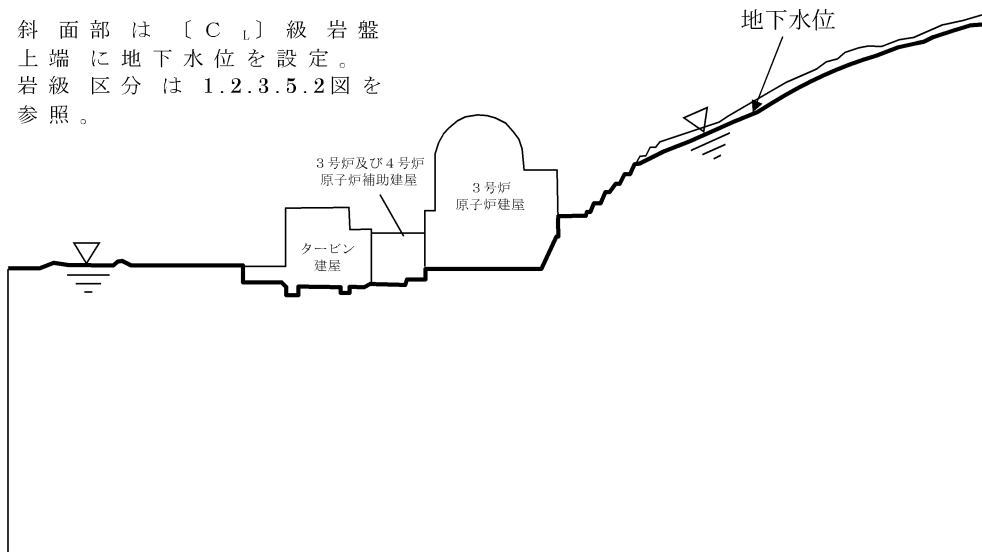 斜面部は〔CL〕級岩盤
上端に地下水位を設定。
岩級区分は1.2.3.5.2図を
参照。
地下水位
3号炉及び4号炉
原子炉補助建屋
3号炉
原子炉建屋
タービン
建屋